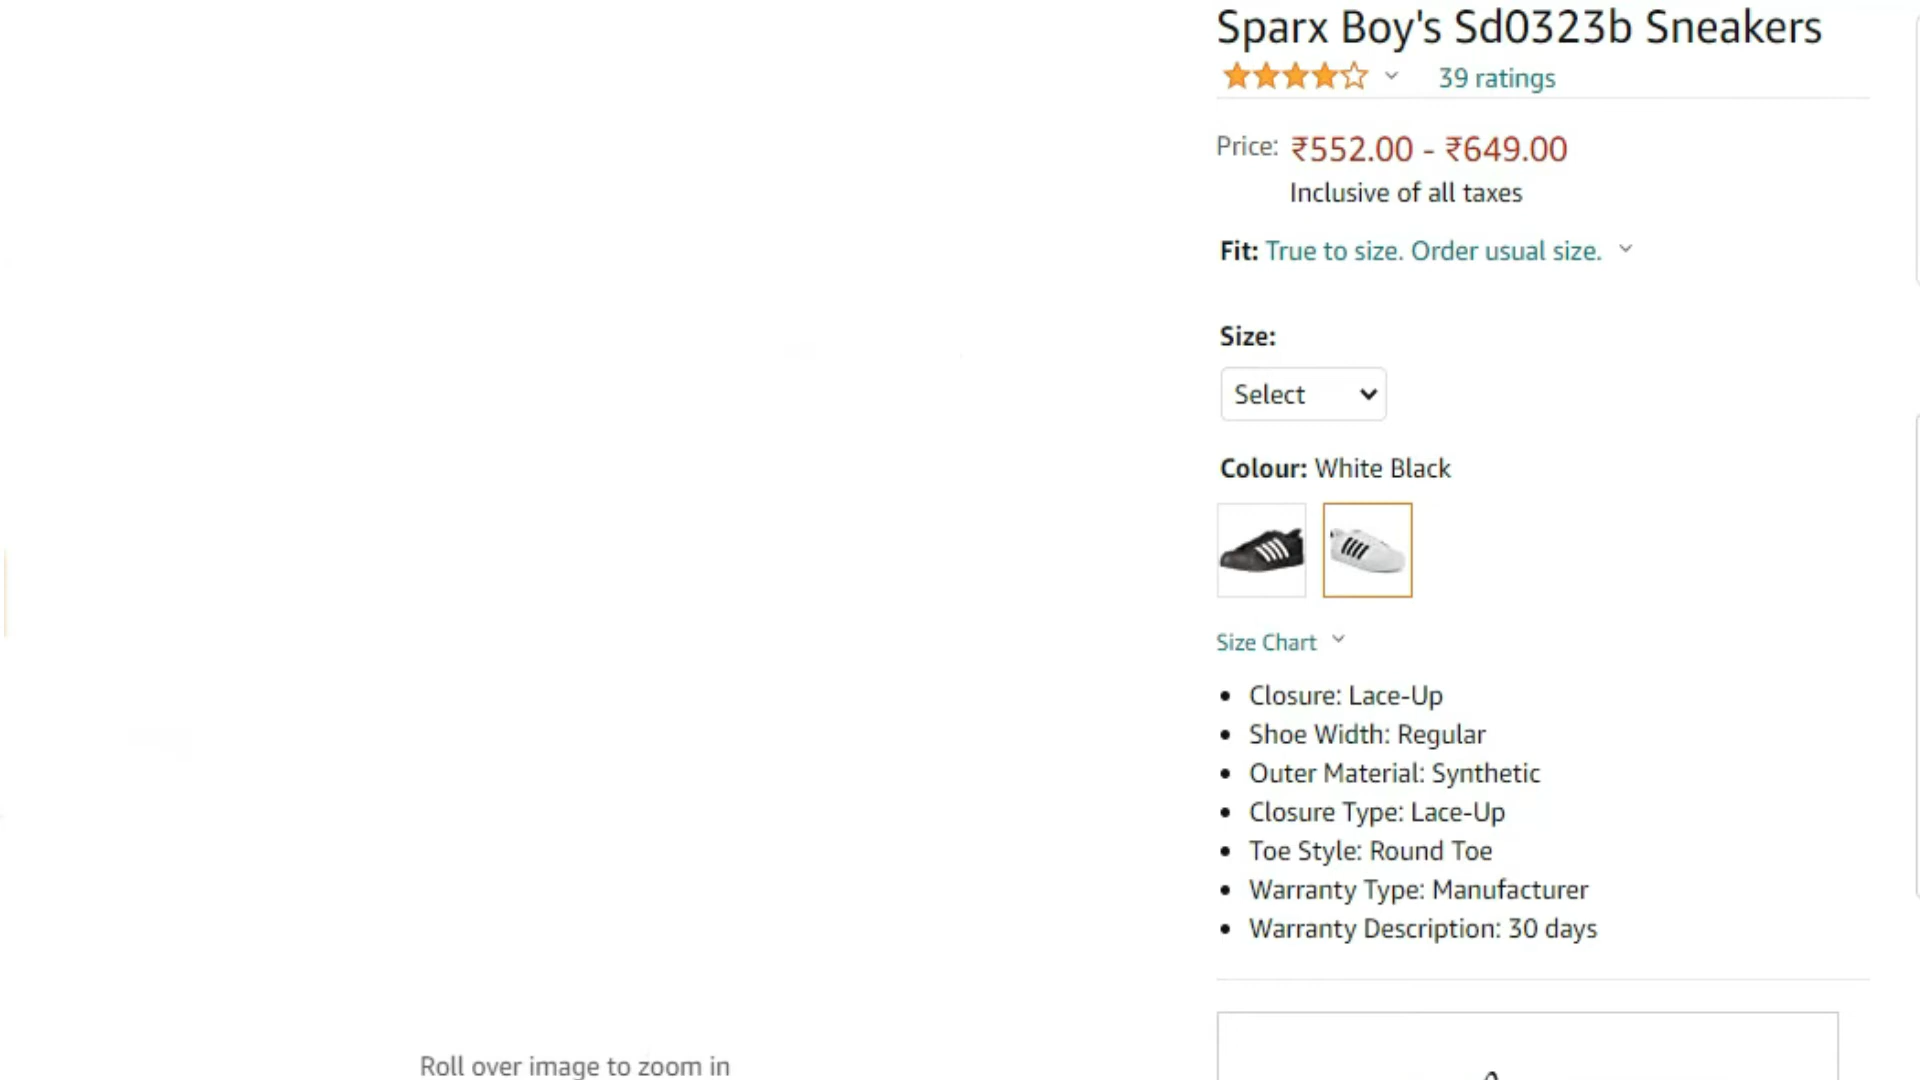 Sparx Boy's Sd0323b Sneakers
39 ratings
Price: ₹552.00 - ₹649.00
Inclusive of all taxes
Fit: True to size. Order usual size.
Size:
Select
Colour: White Black
Size Chart
• Closure: Lace-Up
• Shoe Width: Regular
• Outer Material: Synthetic
• Closure Type: Lace-Up
• Toe Style: Round Toe
• Warranty Type: Manufacturer
• Warranty Description: 30 days
Roll over image to zoom in